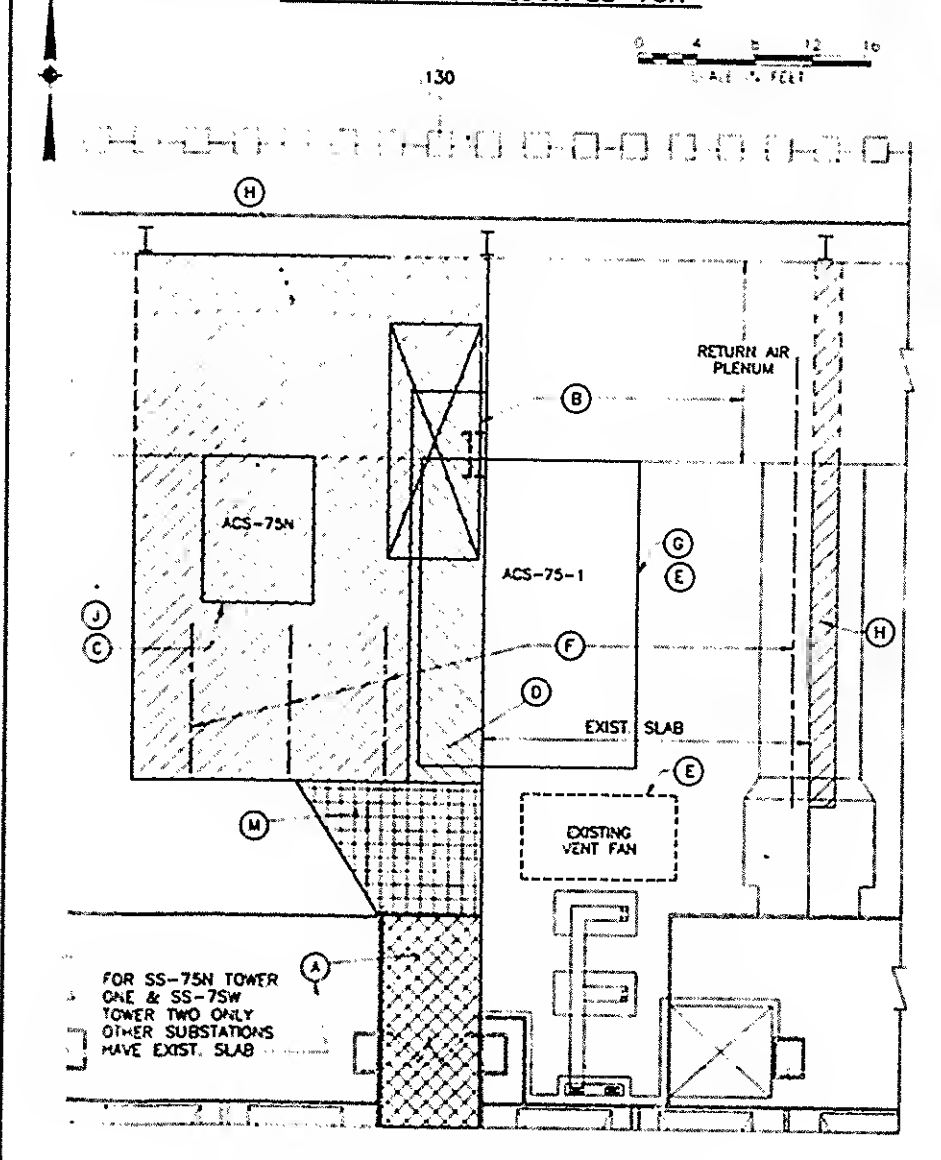 0 4 8 12 16
SCALE IN FEET
130
H
RETURN AIR
PLENUM
B
ACS-75N
ACS-75-1
G
E
J
C
F
H
D
EXIST. SLAB
E
M
EXISTING
VENT FAN
A
FOR SS-75N TOWER
ONE & SS-75W
TOWER TWO ONLY
OTHER SUBSTATIONS
HAVE EXIST. SLAB